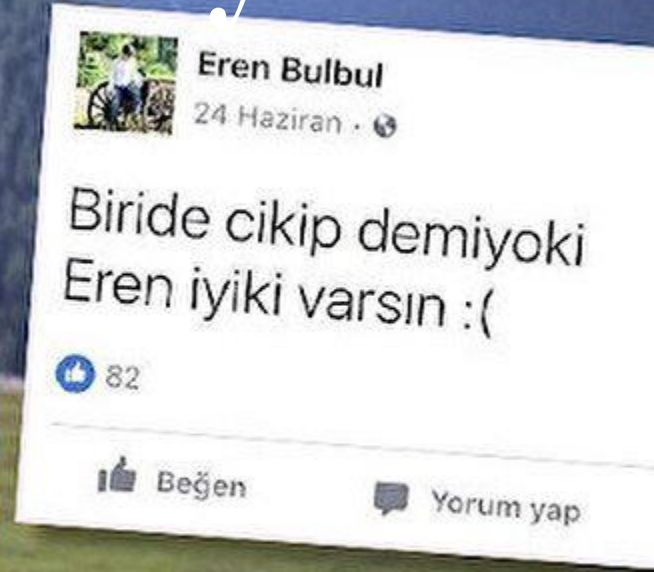 Eren Bulbul
24 Haziran ·
Biride cikip demiyoki
Eren iyiki varsın :(
82
Beğen
Yorum yap